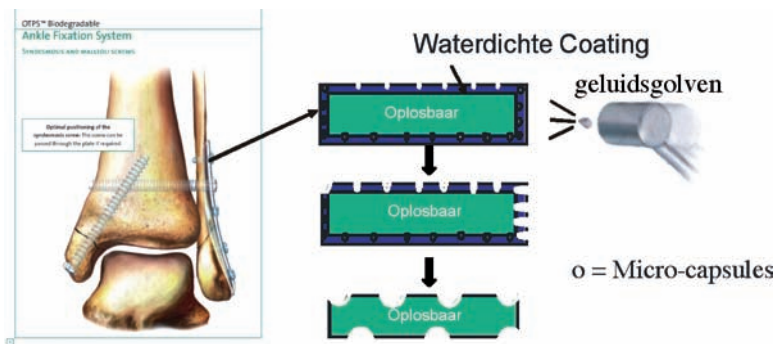 OTPS™ Biodegradable
Ankle Fixation System
SYNDESMOSIS AND MALLEOLI SCREWS
Optimal positioning of the
syndesmosis screw: The screw can be
passed through the plate if required.
Waterdichte Coating
geluidsgolven
Oplosbaar
Oplosbaar
o = Micro-capsules
Oplosbaar